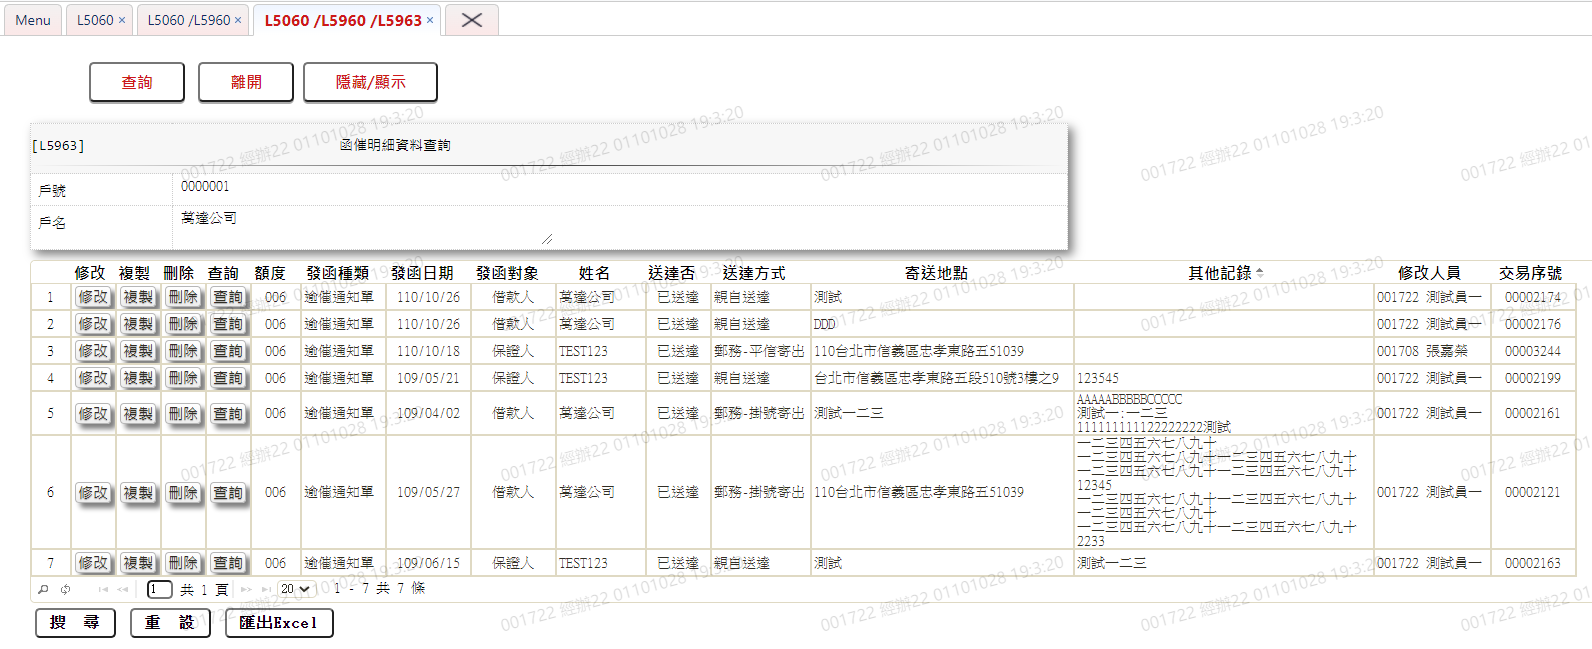 Menu L5060 × L5060 /L5960 × L5060 /L5960 /L5963 ×
查詢 離開 隱藏/顯示
[L5963] 函催明細資料查詢
戶號 0000001
戶名 萬達公司
修改 複製 刪除 查詢 額度 發函種類 發函日期 發函對象 姓名 送達否 送達方式 寄送地點 其他記錄 修改人員 交易序號
1 修改 複製 刪除 查詢 006 逾催通知單 110/10/26 借款人 萬達公司 已送達 親自送達 測試 001722 測試員一 00002174
2 修改 複製 刪除 查詢 006 逾催通知單 110/10/26 借款人 萬達公司 已送達 親自送達 DDD 001722 測試員一 00002176
3 修改 複製 刪除 查詢 006 逾催通知單 110/10/18 保證人 TEST123 已送達 郵務-平信寄出 110台北市信義區忠孝東路五51039 001708 張嘉榮 00003244
4 修改 複製 刪除 查詢 006 逾催通知單 109/05/21 保證人 TEST123 已送達 親自送達 台北市信義區忠孝東路五段510號3樓之9 123545 001722 測試員一 00002199
5 修改 複製 刪除 查詢 006 逾催通知單 109/04/02 借款人 萬達公司 已送達 郵務-掛號寄出 測試一二三 AAAAABBBBBCCCCC
測試一:一二三
111111111122222222測試 001722 測試員一 00002161
6 修改 複製 刪除 查詢 006 逾催通知單 109/05/27 借款人 萬達公司 已送達 郵務-掛號寄出 110台北市信義區忠孝東路五51039 一二三四五六七八九十
一二三四五六七八九十一二三四五六七八九十
一二三四五六七八九十一二三四五六七八九十
12345
一二三四五六七八九十一二三四五六七八九十
一二三四五六七八九十
一二三四五六七八九十一二三四五六七八九十
2233 001722 測試員一 00002121
7 修改 複製 刪除 查詢 006 逾催通知單 109/06/15 保證人 TEST123 已送達 親自送達 測試 測試一二三 001722 測試員一 00002163
1 共 1 頁 20 1 - 7 共 7 條
搜 尋 重 設 匯出Excel
001722 經辦22 01101028 19:3:20